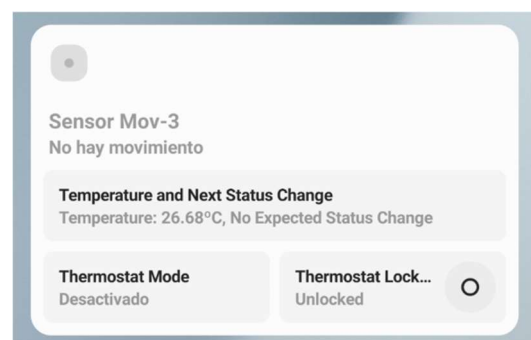 Sensor Mov-3
No hay movimiento
Temperature and Next Status Change
Temperature: 26.68ºC, No Expected Status Change
Thermostat Mode
Desactivado
Thermostat Lock...
Unlocked